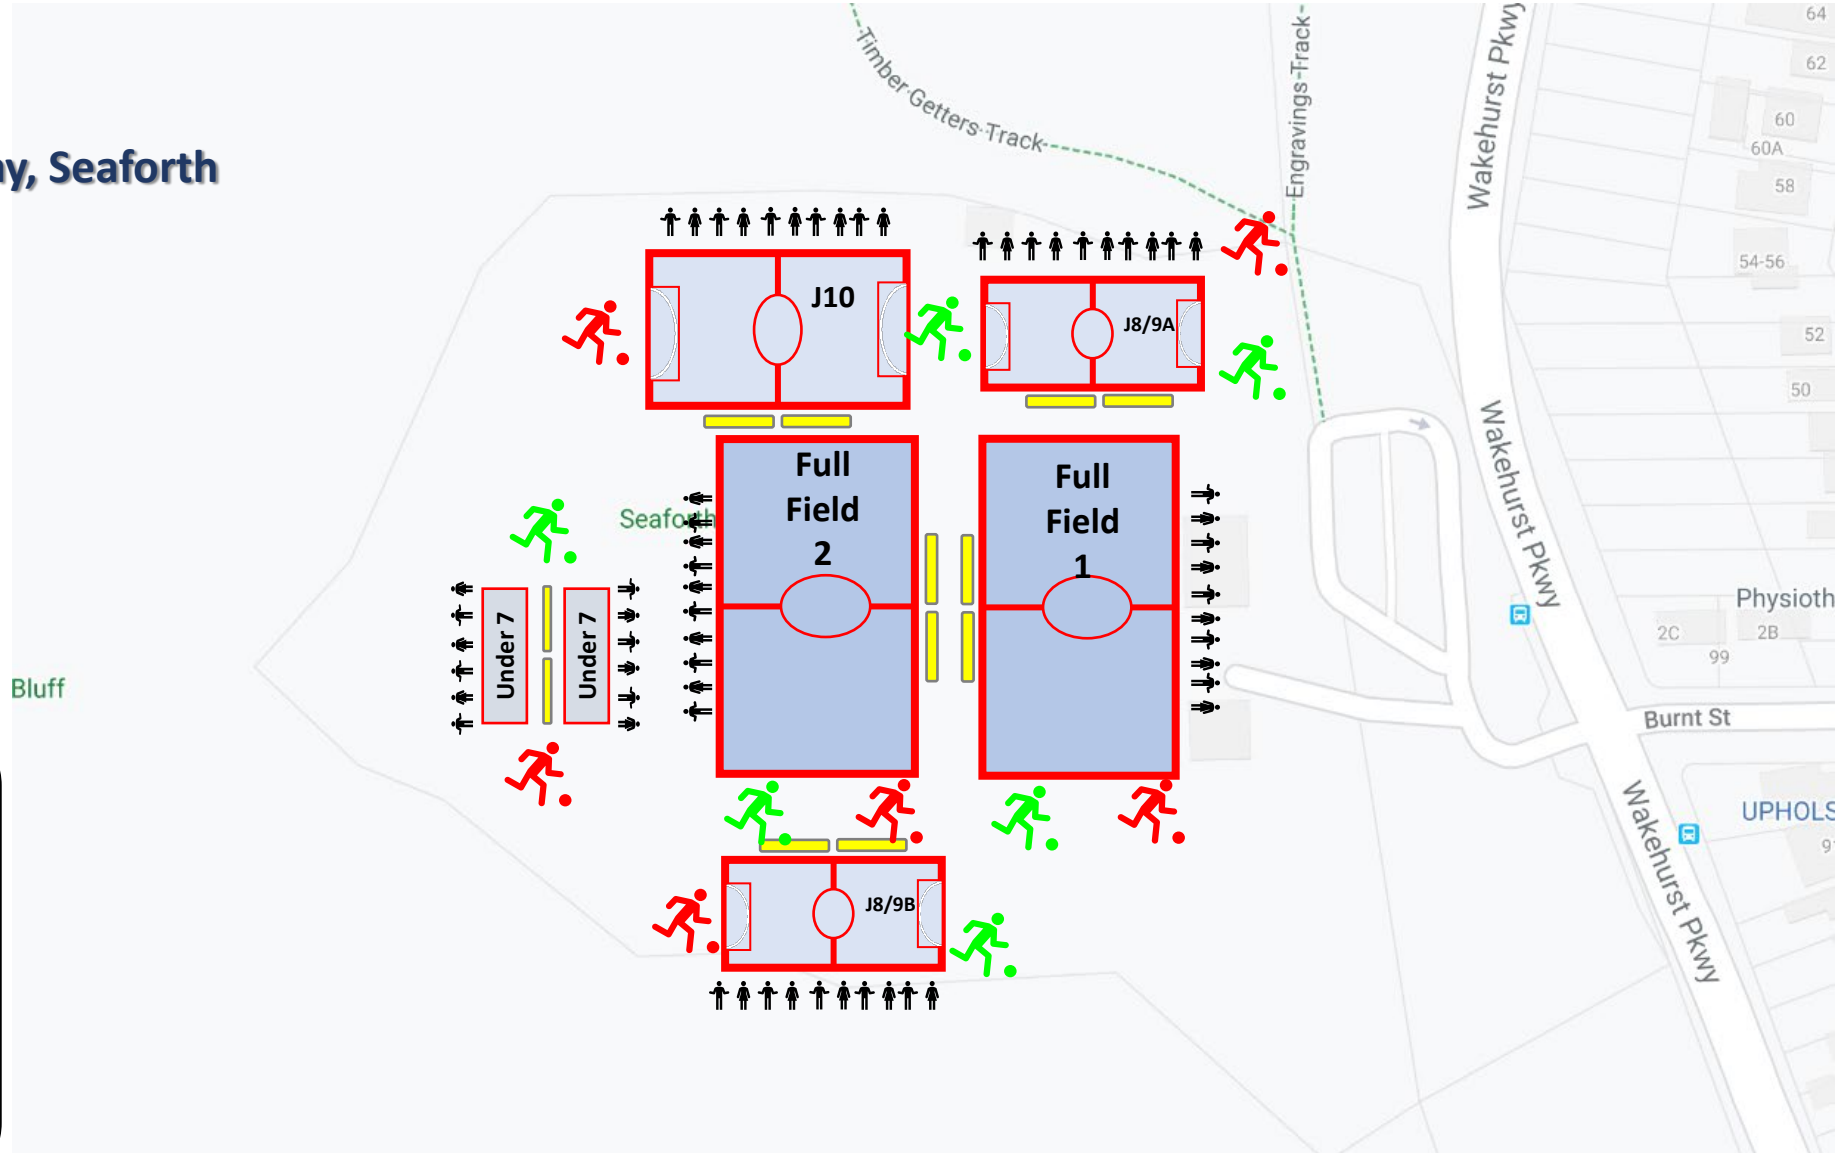 Timber Getters Track
Engravings Track
Wakehurst Pkwy
64
62
60
60A
58
54-56
52
50
ay, Seaforth
J10
J8/9A
Full
Field
2
Full
Field
1
Seaforth
Wakehurst Pkwy
Under 7
Under 7
Bluff
Physioth
2C
2B
99
Burnt St
Wakehurst Pkwy
UPHOLS
91
J8/9B